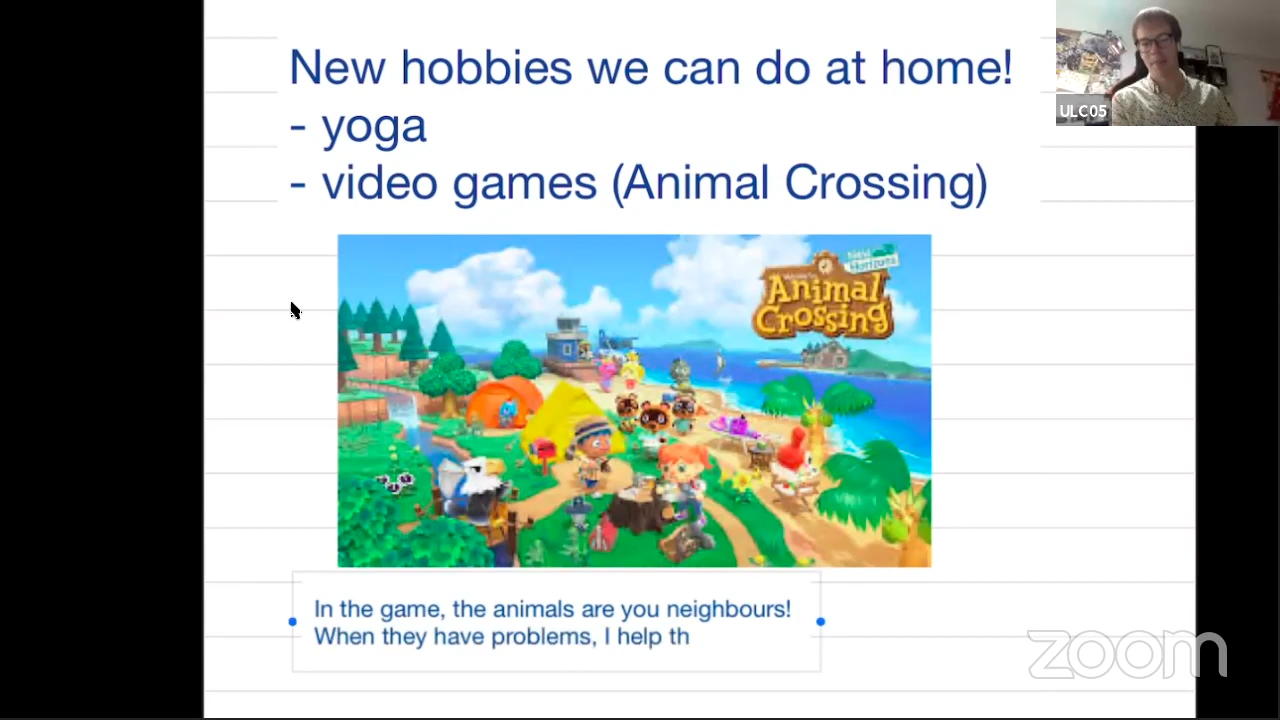 New hobbies we can do at home!
- yoga
- video games (Animal Crossing)
ULC05
New
Horizons
Animal
Crossing
In the game, the animals are you neighbours!
When they have problems, I help th
zoom